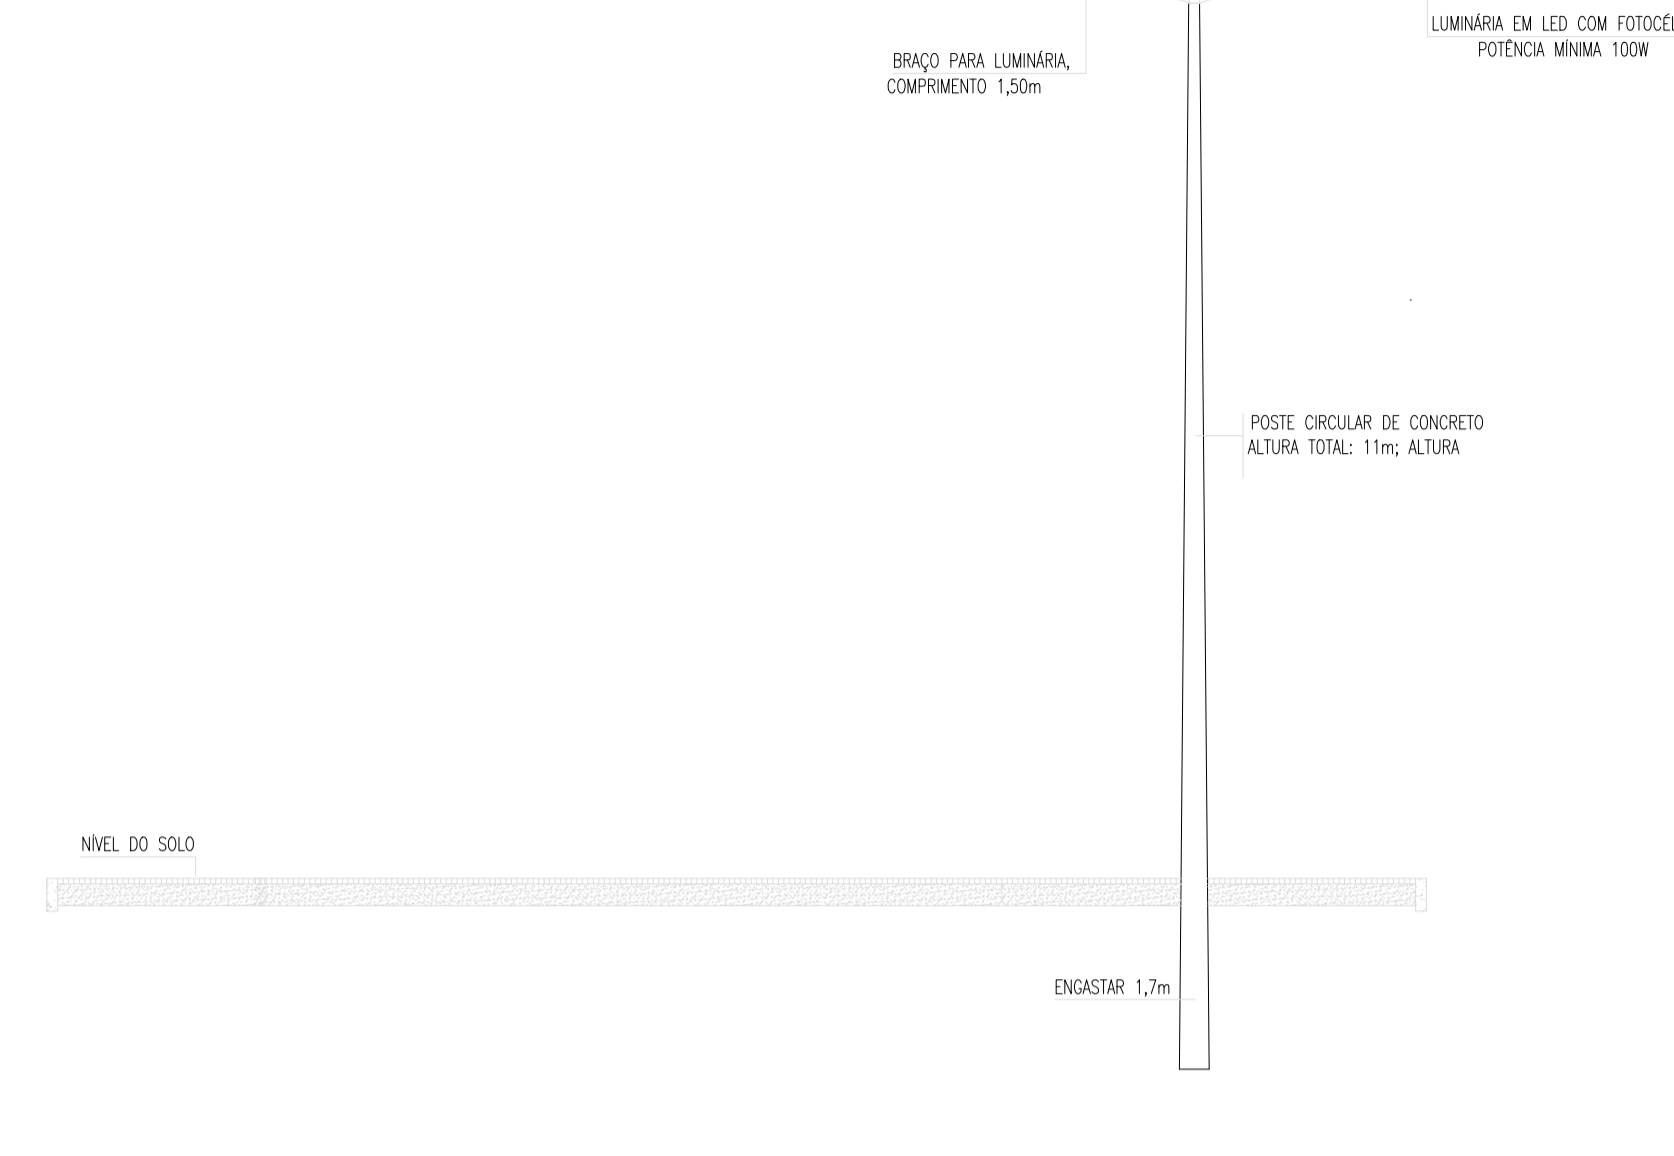 BRAÇO PARA LUMINÁRIA,
COMPRIMENTO 1,50m
LUMINÁRIA EM LED COM
POTÊNCIA MÍNIMA 100W
POSTE CIRCULAR DE CONCRETO
ALTURA TOTAL: 11m; ALTURA
NÍVEL DO SOLO
ENGASTAR 1,7m